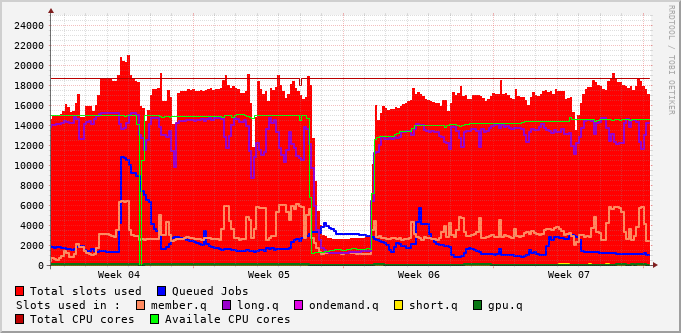 RRDTOOL / TOBI OETIKER
24000
22000
20000
18000
16000
14000
12000
10000
8000
6000
4000
2000
0
Week 04 Week 05 Week 06 Week 07
Total slots used Queued Jobs
Slots used in : member.q long.q ondemand.q short.q gpu.q
Total CPU cores Availale CPU cores